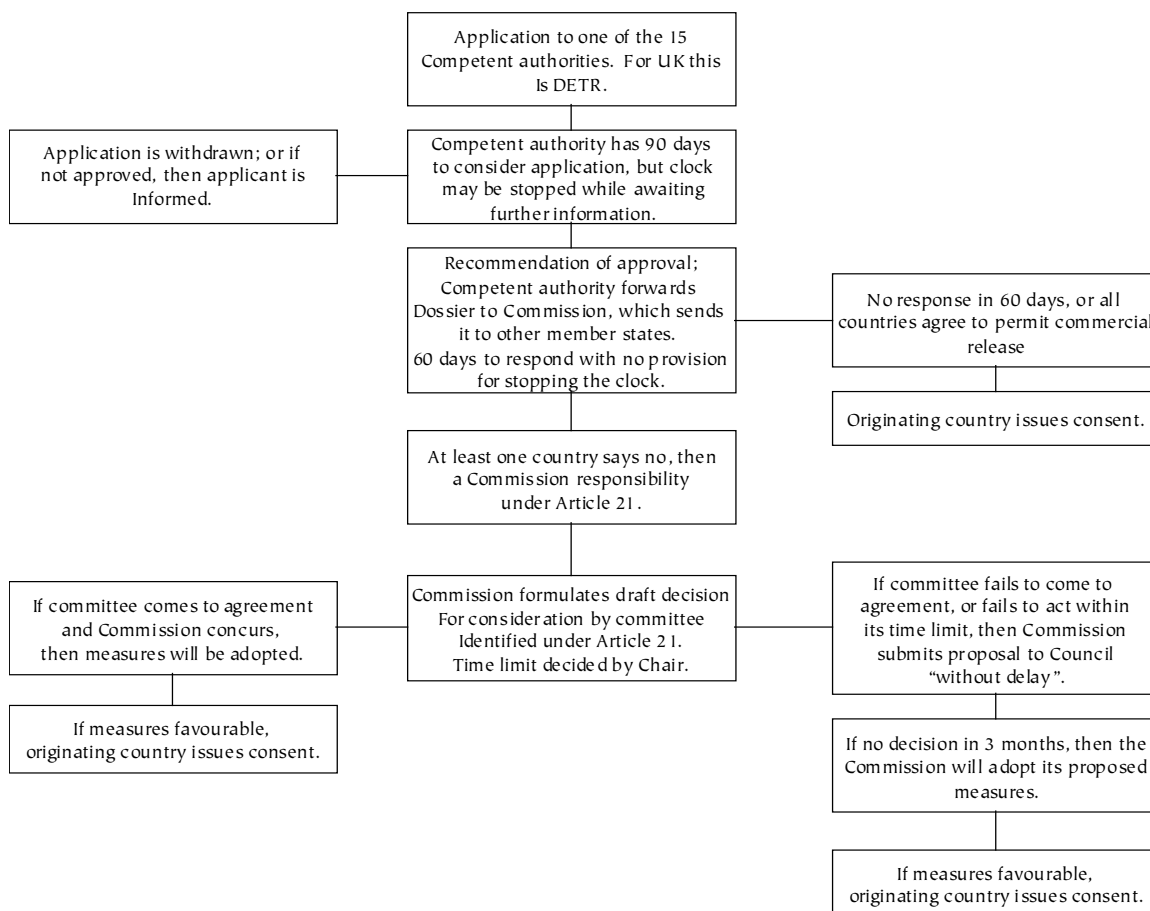 Application to one of the 15
Competent authorities. For UK this
Is DETR.
Application is withdrawn; or if
not approved, then applicant is
Informed.
Competent authority has 90 days
to consider application, but clock
may be stopped while awaiting
further information.
Recommendation of approval;
Competent authority forwards
Dossier to Commission, which sends
it to other member states.
60 days to respond with no provision
for stopping the clock.
No response in 60 days, or all
countries agree to permit commercial
release
Originating country issues consent.
At least one country says no, then
a Commission responsibility
under Article 21.
If committee comes to agreement
and Commission concurs,
then measures will be adopted.
Commission formulates draft decision
For consideration by committee
Identified under Article 21.
Time limit decided by Chair.
If committee fails to come to
agreement, or fails to act within
its time limit, then Commission
submits proposal to Council
“without delay”.
If measures favourable,
originating country issues consent.
If no decision in 3 months, then the
Commission will adopt its proposed
measures.
If measures favourable,
originating country issues consent.